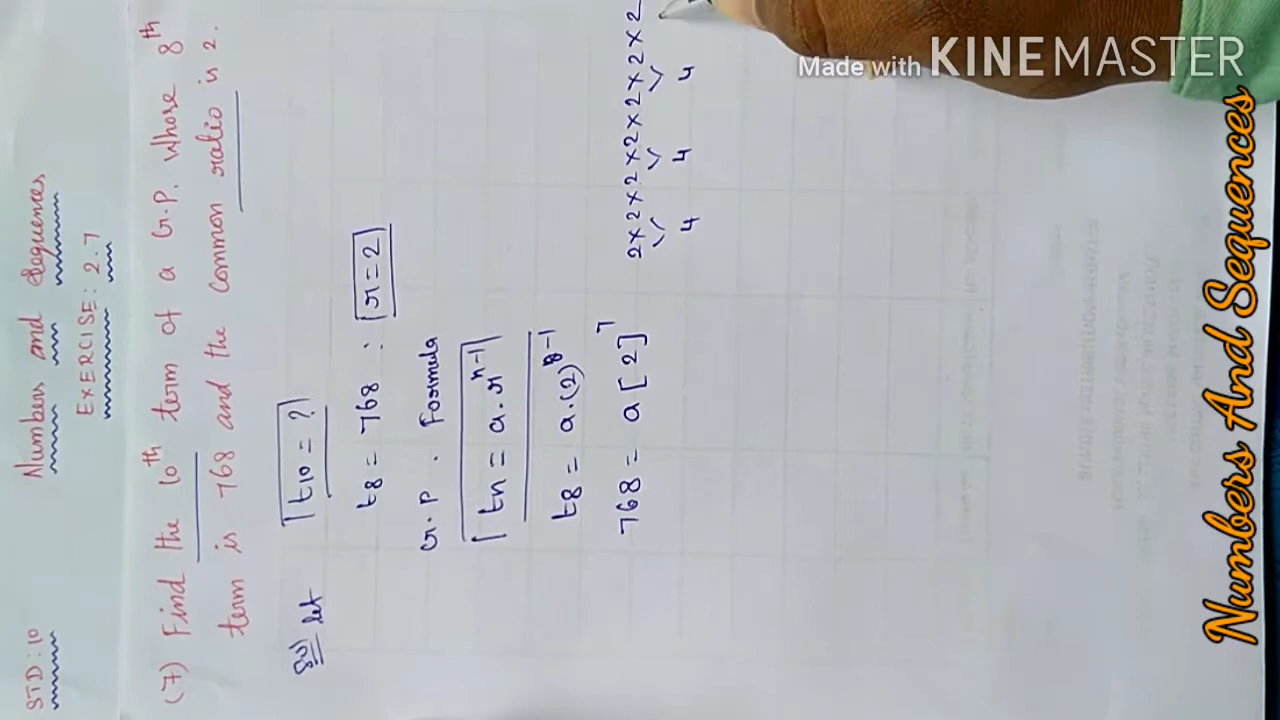 STD: 10
Numbers and Sequences
EXERCISE: 2.7
(7) Find the 10th term of a G.P. whose 8th
term is 768 and the common ratio is 2.
Sol let t10 = ?
t8 = 768 : r = 2
G.P. Formula
tn = a.r^n-1
t8 = a.(2)^8-1
768 = a[2]^7
2×2×2×2×2×2×2
4 4 4
Made with KINEMASTER
Numbers And Sequences